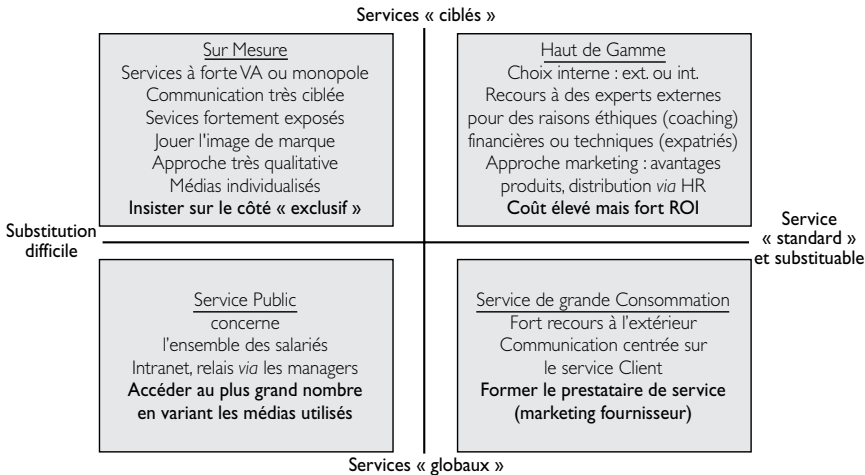 Services « ciblés »
Sur Mesure
Services à forte VA ou monopole
Communication très ciblée
Sevices fortement exposés
Jouer l'image de marque
Approche très qualitative
Médias individualisés
Insister sur le côté « exclusif »
Haut de Gamme
Choix interne : ext. ou int.
Recours à des experts externes
pour des raisons éthiques (coaching)
financières ou techniques (expatriés)
Approche marketing : avantages
produits, distribution via HR
Coût élevé mais fort ROI
Substitution
difficile
Service
« standard »
et substituable
Service Public
concerne
l'ensemble des salariés
Intranet, relais via les managers
Accéder au plus grand nombre
en variant les médias utilisés
Service de grande Consommation
Fort recours à l’extérieur
Communication centrée sur
le service Client
Former le prestataire de service
(marketing fournisseur)
Services « globaux »